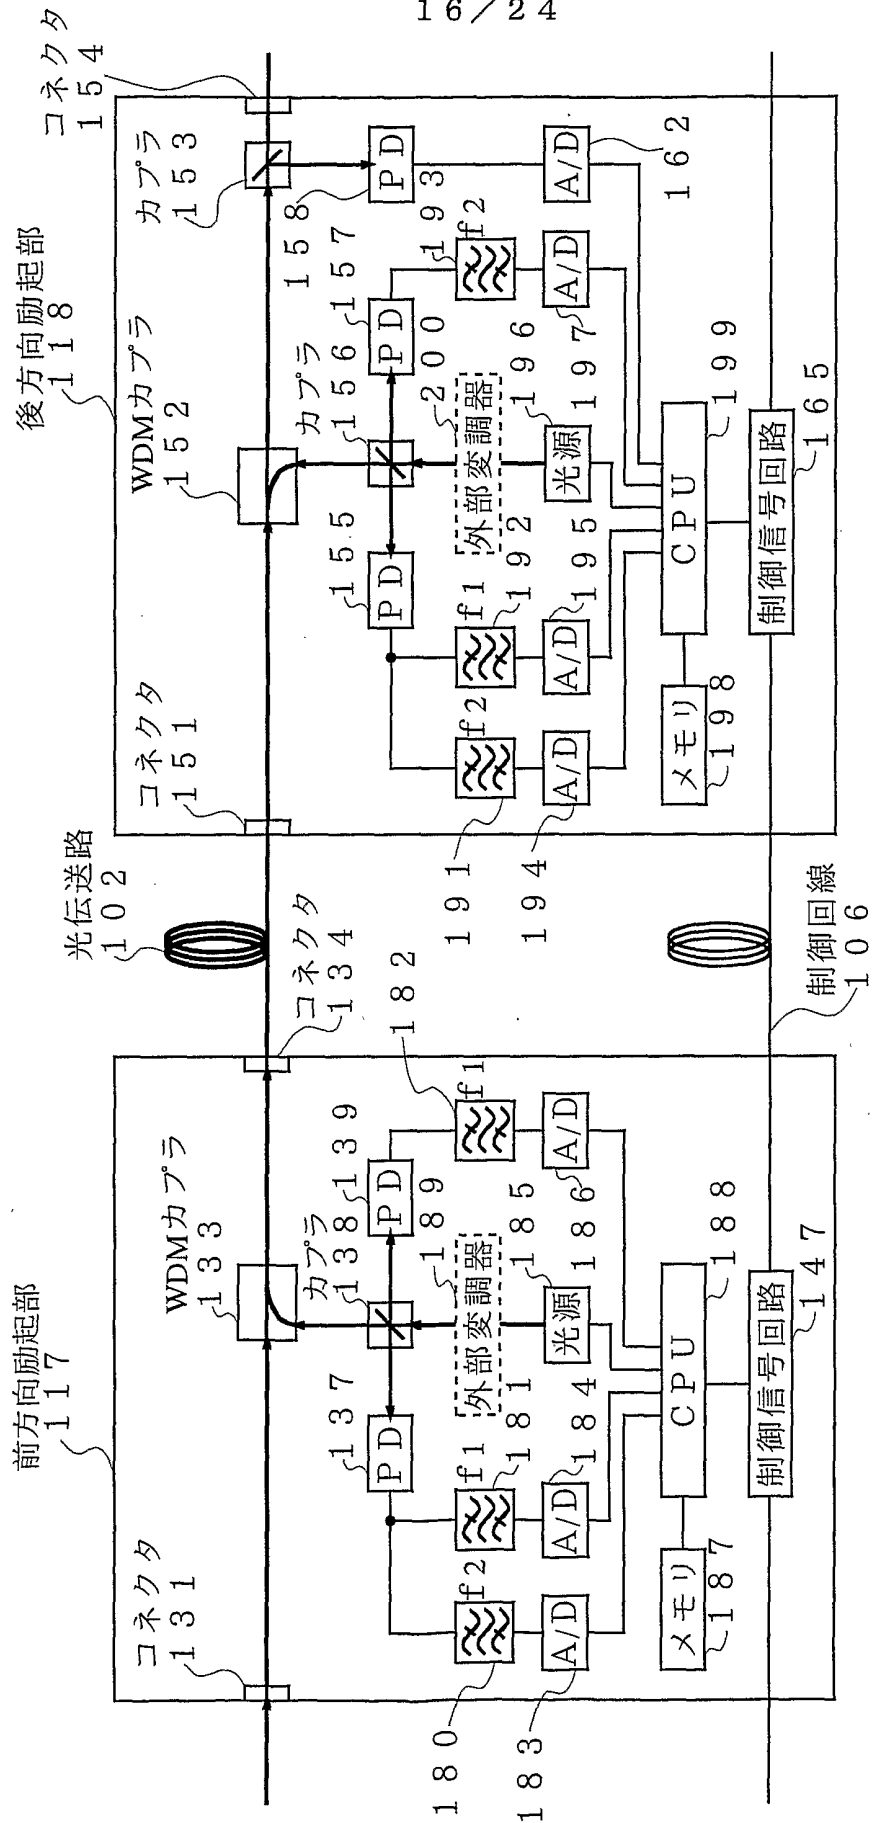 16/24
前方向励起部
117
コネクタ
131
WDMカプラ
133
コネクタ
134
カプラ
138
PD
137
PD
139
f2
180
f1
181
f1
182
外部変調器
189
A/D
183
A/D
184
光源
185
A/D
186
メモリ
187
CPU
188
制御信号回路
147
光伝送路
102
制御回線
106
後方向励起部
118
コネクタ
151
WDMカプラ
152
カプラ
153
コネクタ
154
PD
155
カプラ
156
PD
157
PD
158
f2
191
f1
192
f2
193
外部変調器
200
A/D
194
A/D
195
光源
196
A/D
197
A/D
162
メモリ
198
CPU
199
制御信号回路
165